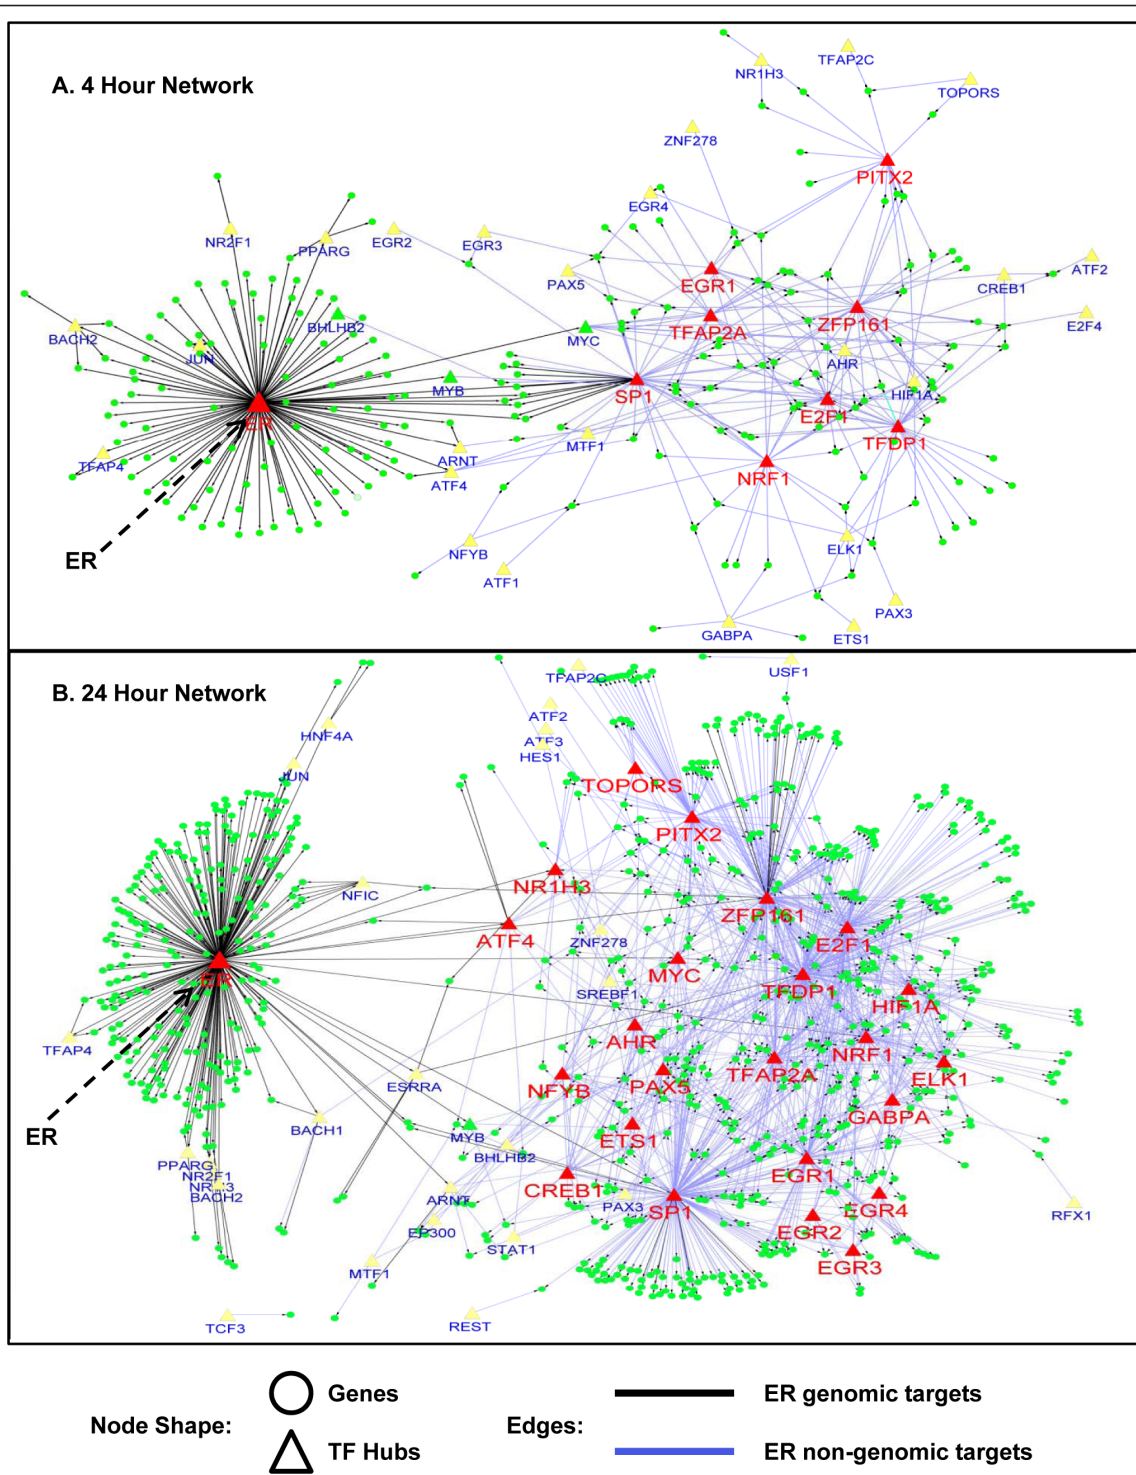 A. 4 Hour Network
NR1H3
TFAP2C
TOPORS
ZNF278
PITX2
EGR4
NR2F1
PPARG
EGR2
EGR3
EGR1
PAX5
ATF2
CREB1
BACH2
BHLHB2
MYC
TFAP2A
ZFP161
E2F4
JUN
AHR
MYB
SP1
HIF1A
ER
E2F1
TFDP1
MTF1
TFAP4
ARNT
ATF4
NRF1
ER
NFYB
ATF1
ELK1
PAX3
GABPA
ETS1
B. 24 Hour Network
TFAP2C
USF1
ATF2
HNF4A
ATF3
HES1
JUN
TOPORS
PITX2
NR1H3
NFIC
ZFP161
ATF4
ZNF278
E2F1
MYC
ER
TFDP1
SREBF1
HIF1A
AHR
TFAP4
NRF1
TFAP2A
ELK1
ESRRA
NFYB
PAX5
GABPA
ER
BACH1
MYB
ETS1
BHLHB2
PPARG
NR2F1
EGR1
BACH2
CREB1
ARNT
PAX3
SP1
EGR4
RFX1
EP300
EGR2
STAT1
EGR3
MTF1
TCF3
REST
Genes
ER genomic targets
Node Shape:
Edges:
TF Hubs
ER non-genomic targets